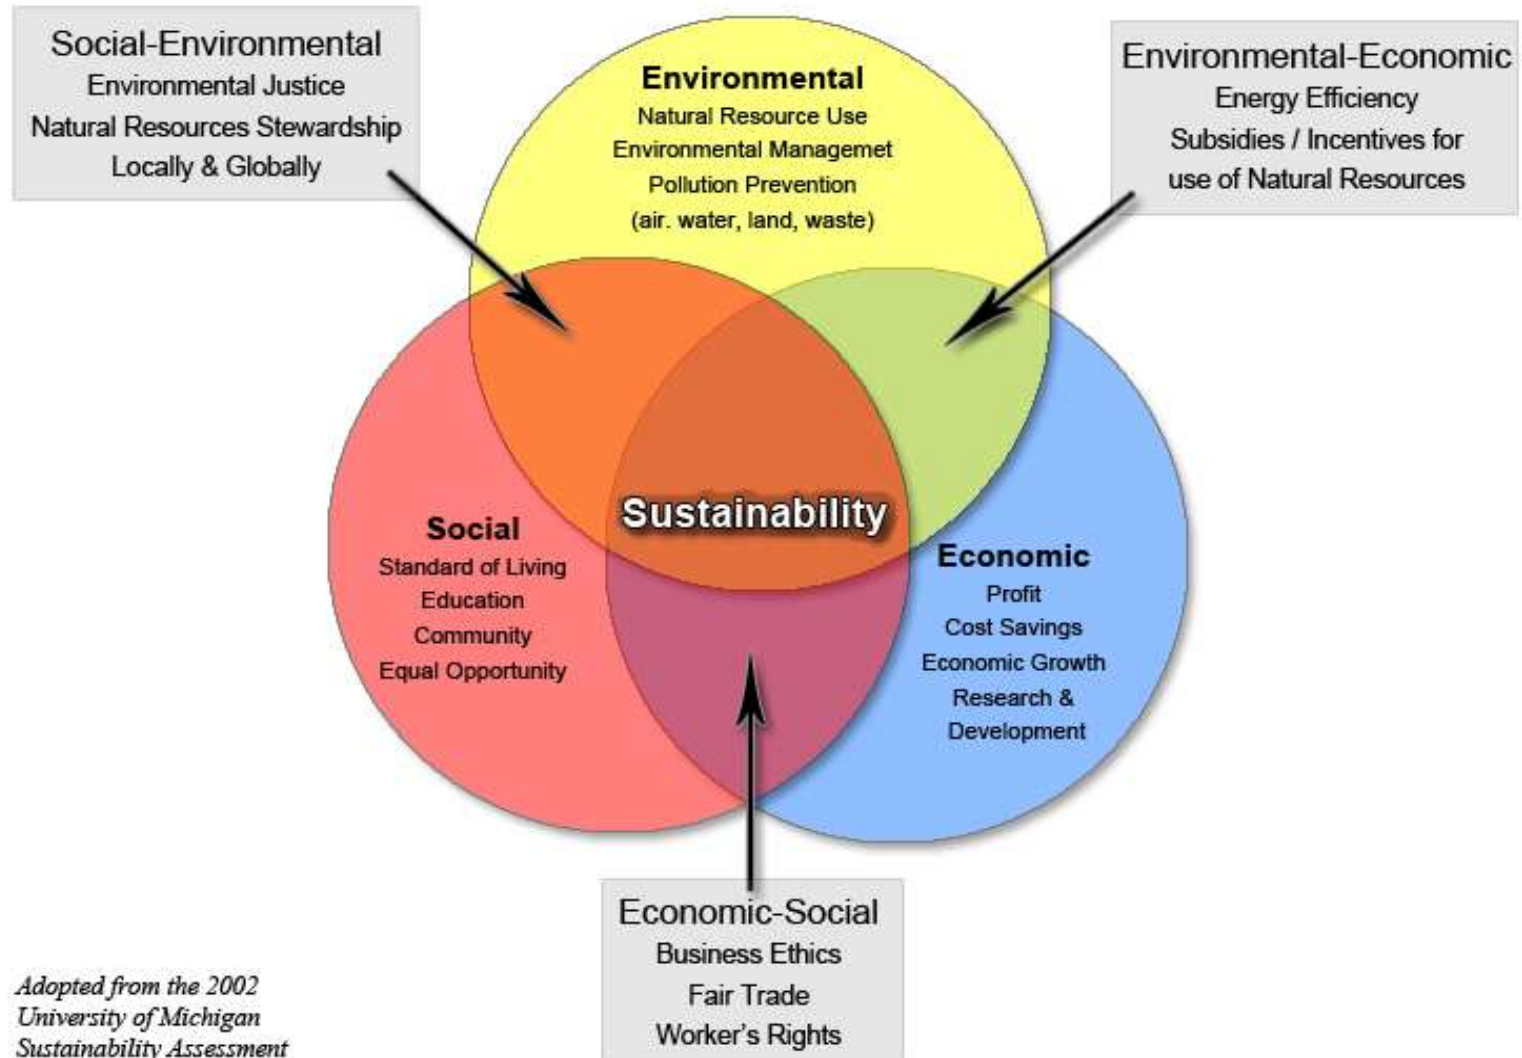 Social-Environmental
Environmental Justice
Natural Resources Stewardship
Locally & Globally
Environmental
Natural Resource Use
Environmental Managemet
Pollution Prevention
(air. water, land, waste)
Environmental-Economic
Energy Efficiency
Subsidies / Incentives for
use of Natural Resources
Sustainability
Social
Standard of Living
Education
Community
Equal Opportunity
Economic
Profit
Cost Savings
Economic Growth
Research &
Development
Economic-Social
Business Ethics
Fair Trade
Worker's Rights
Adopted from the 2002
University of Michigan
Sustainability Assessment